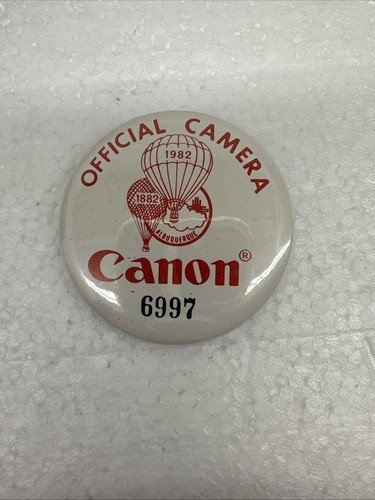 OFFICIAL CAMERA
1982
1882
ALBUQUERQUE
Canon®
6997